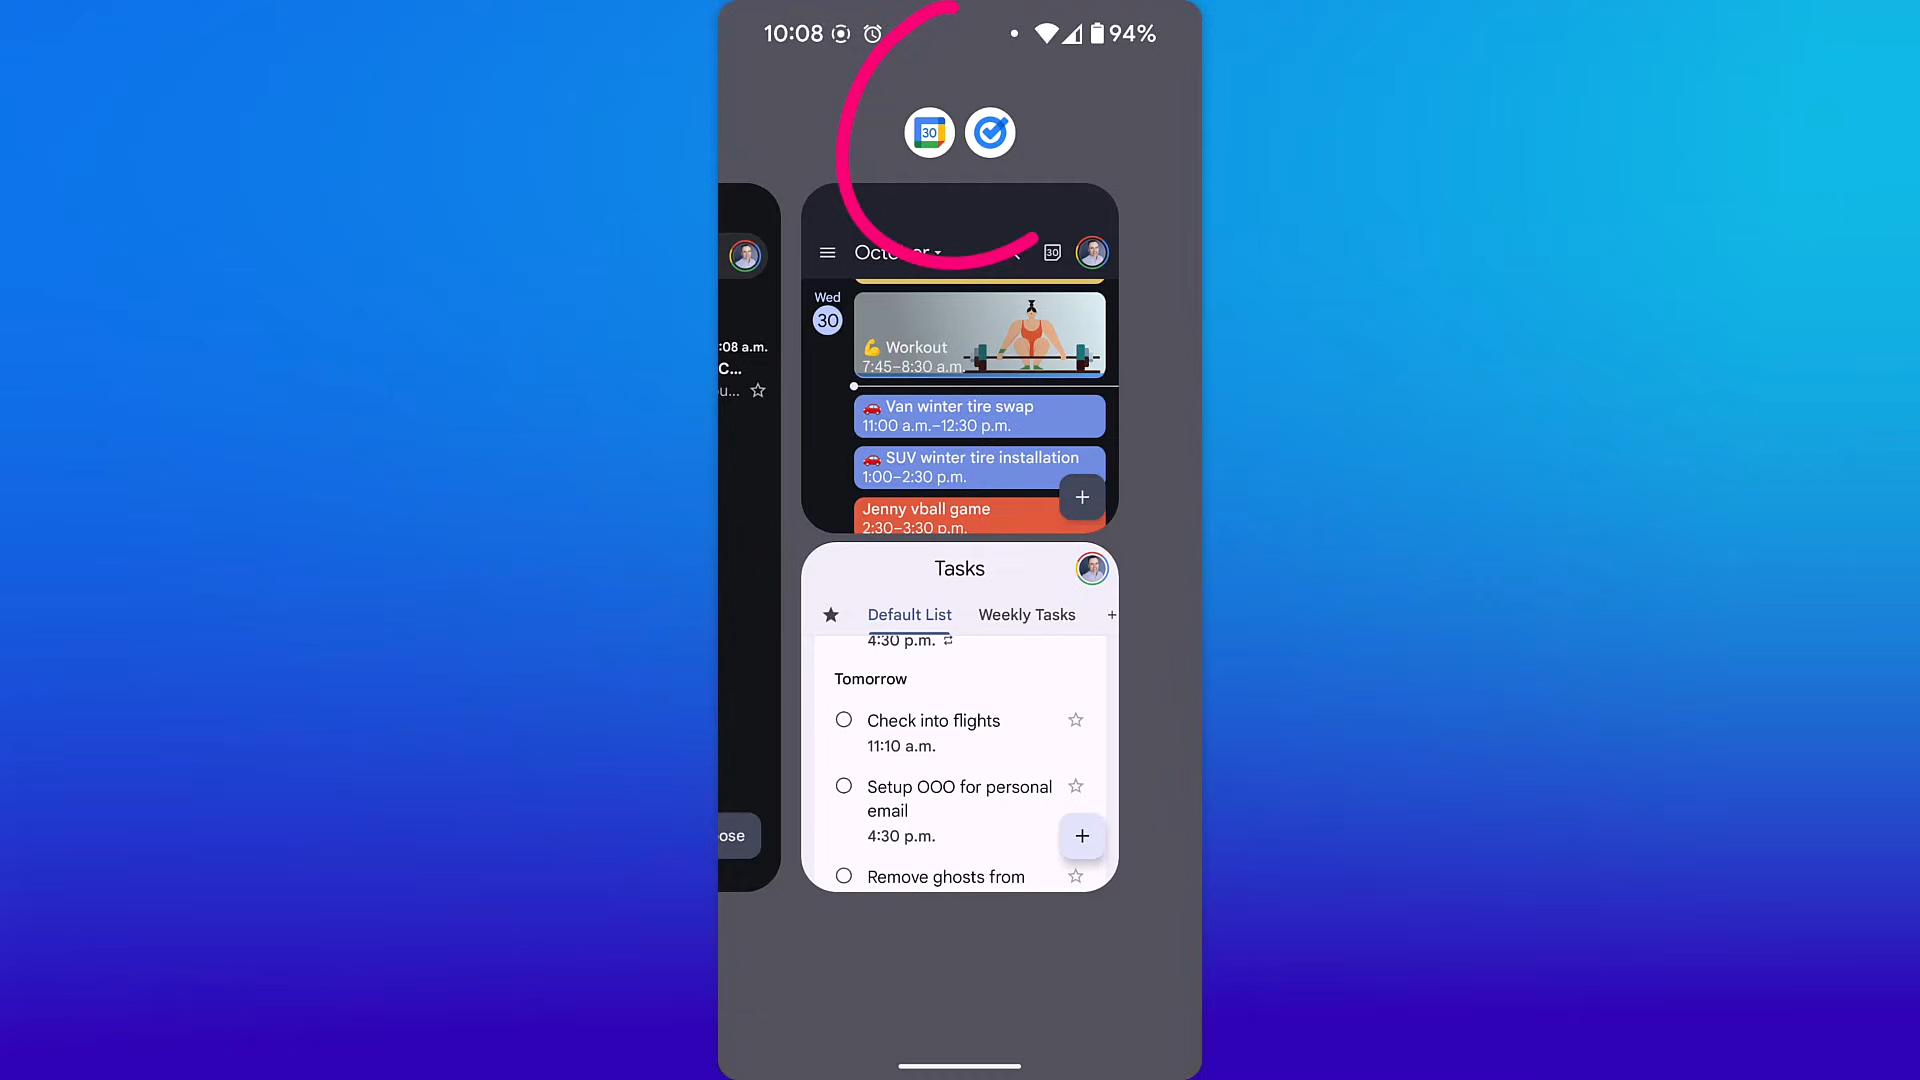 10:08
94%
30
October
30
Wed
30
Workout
7:45–8:30 a.m.
Van winter tire swap
11:00 a.m.–12:30 p.m.
SUV winter tire installation
1:00–2:30 p.m.
Jenny vball game
2:30–3:30 p.m.
:08 a.m.
C...
u...
ose
Tasks
Default List
Weekly Tasks
+
4:30 p.m.
Tomorrow
Check into flights
11:10 a.m.
Setup OOO for personal
email
4:30 p.m.
Remove ghosts from